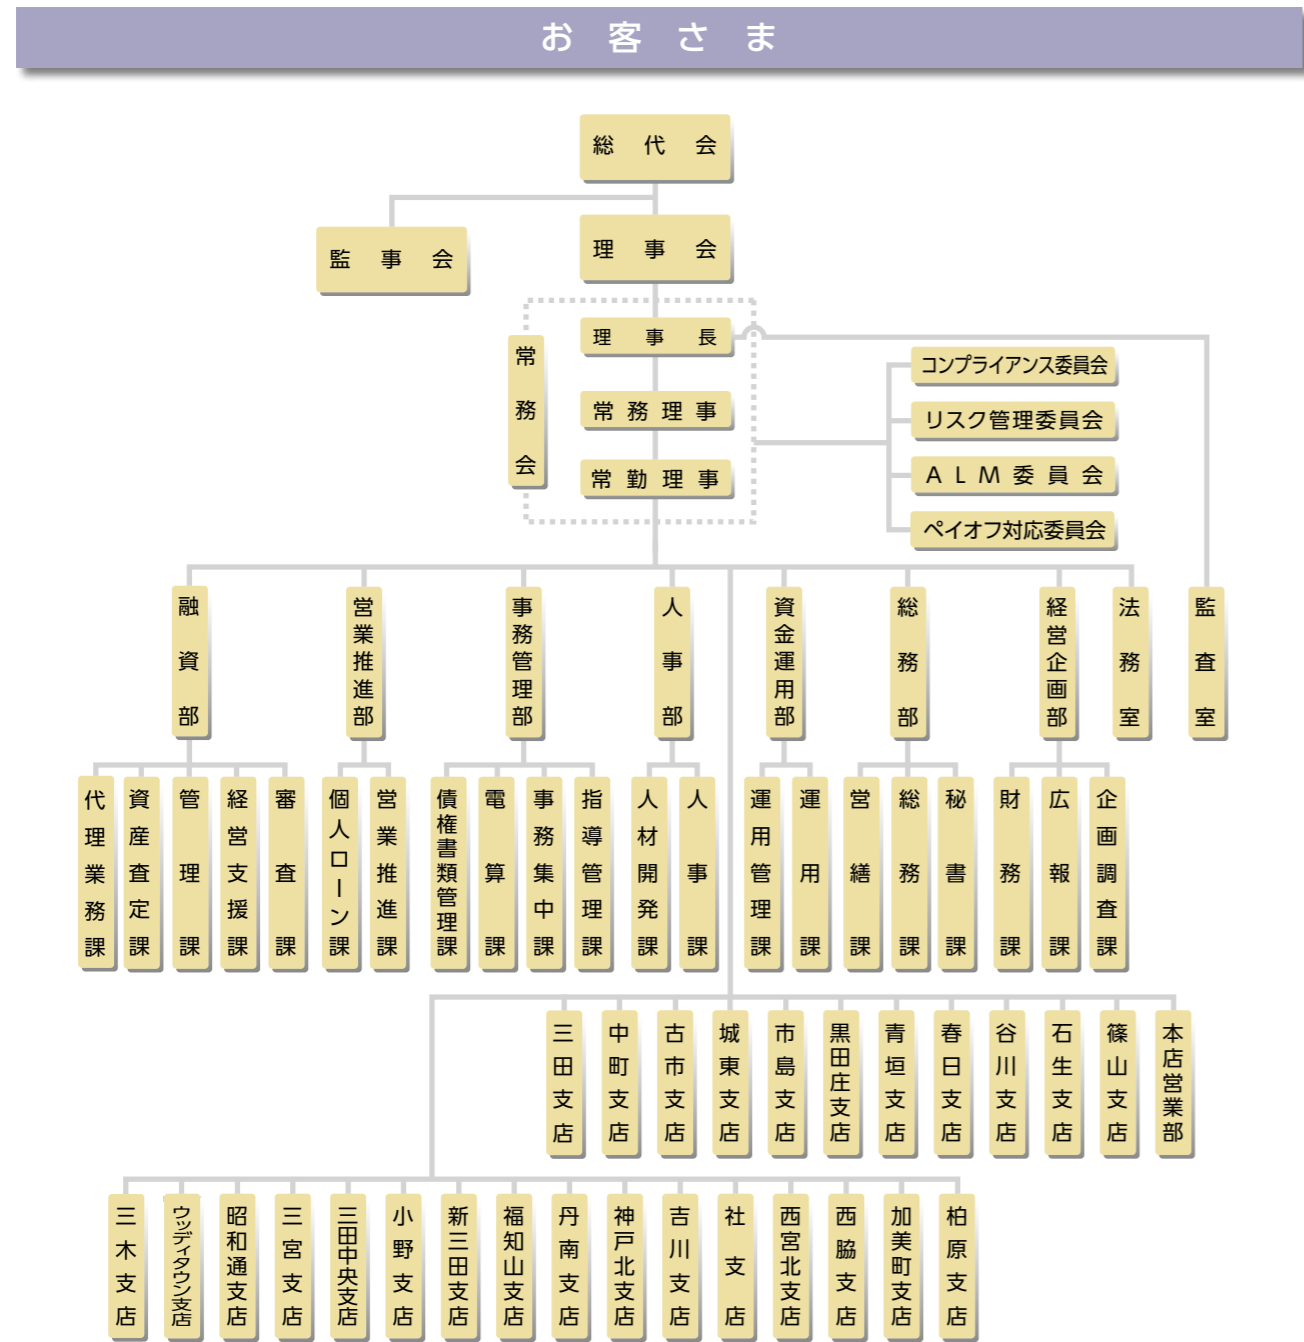 お客さま
総代会
監事会
理事会
常務会
理事長
常務理事
常勤理事
コンプライアンス委員会
リスク管理委員会
ALM委員会
ペイオフ対応委員会
融資部
営業推進部
事務管理部
人事部
資金運用部
総務部
経営企画部
法務室
監査室
代理業務課
資産査定課
管理課
経営支援課
審査課
個人ローン課
営業推進課
債権書類管理課
電算課
事務集中課
指導管理課
人材開発課
人事課
運用管理課
運用課
営繕課
総務課
秘書課
財務課
広報課
企画調査課
三田支店
中町支店
古市支店
城東支店
市島支店
黒田庄支店
青垣支店
春日支店
谷川支店
石生支店
篠山支店
本店営業部
三木支店
ウッディタウン支店
昭和通支店
三宮支店
三田中央支店
小野支店
新三田支店
福知山支店
丹南支店
神戸北支店
吉川支店
社支店
西宮北支店
西脇支店
加美町支店
柏原支店